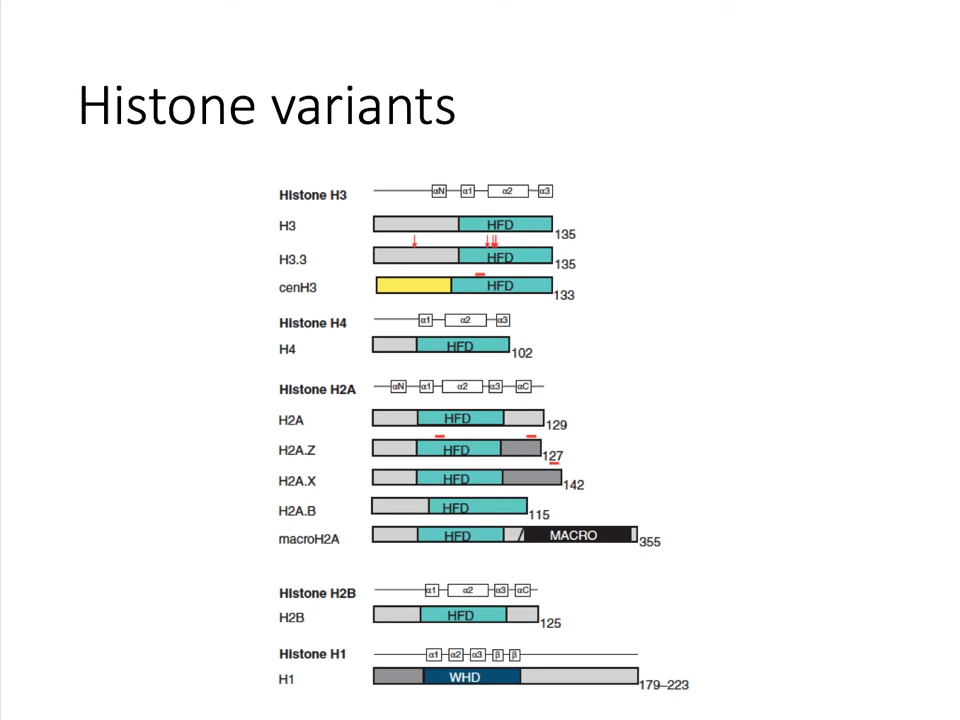 Histone variants
Histone H3 αN α1 α2 α3
H3 HFD 135
H3.3 HFD 135
cenH3 HFD 133
Histone H4 α1 α2 α3
H4 HFD 102
Histone H2A αN α1 α2 α3 αC
H2A HFD 129
H2A.Z HFD 127
H2A.X HFD 142
H2A.B HFD 115
macroH2A HFD MACRO 355
Histone H2B α1 α2 α3 αC
H2B HFD 125
Histone H1 α1 α2 α3 β β
H1 WHD 179–223